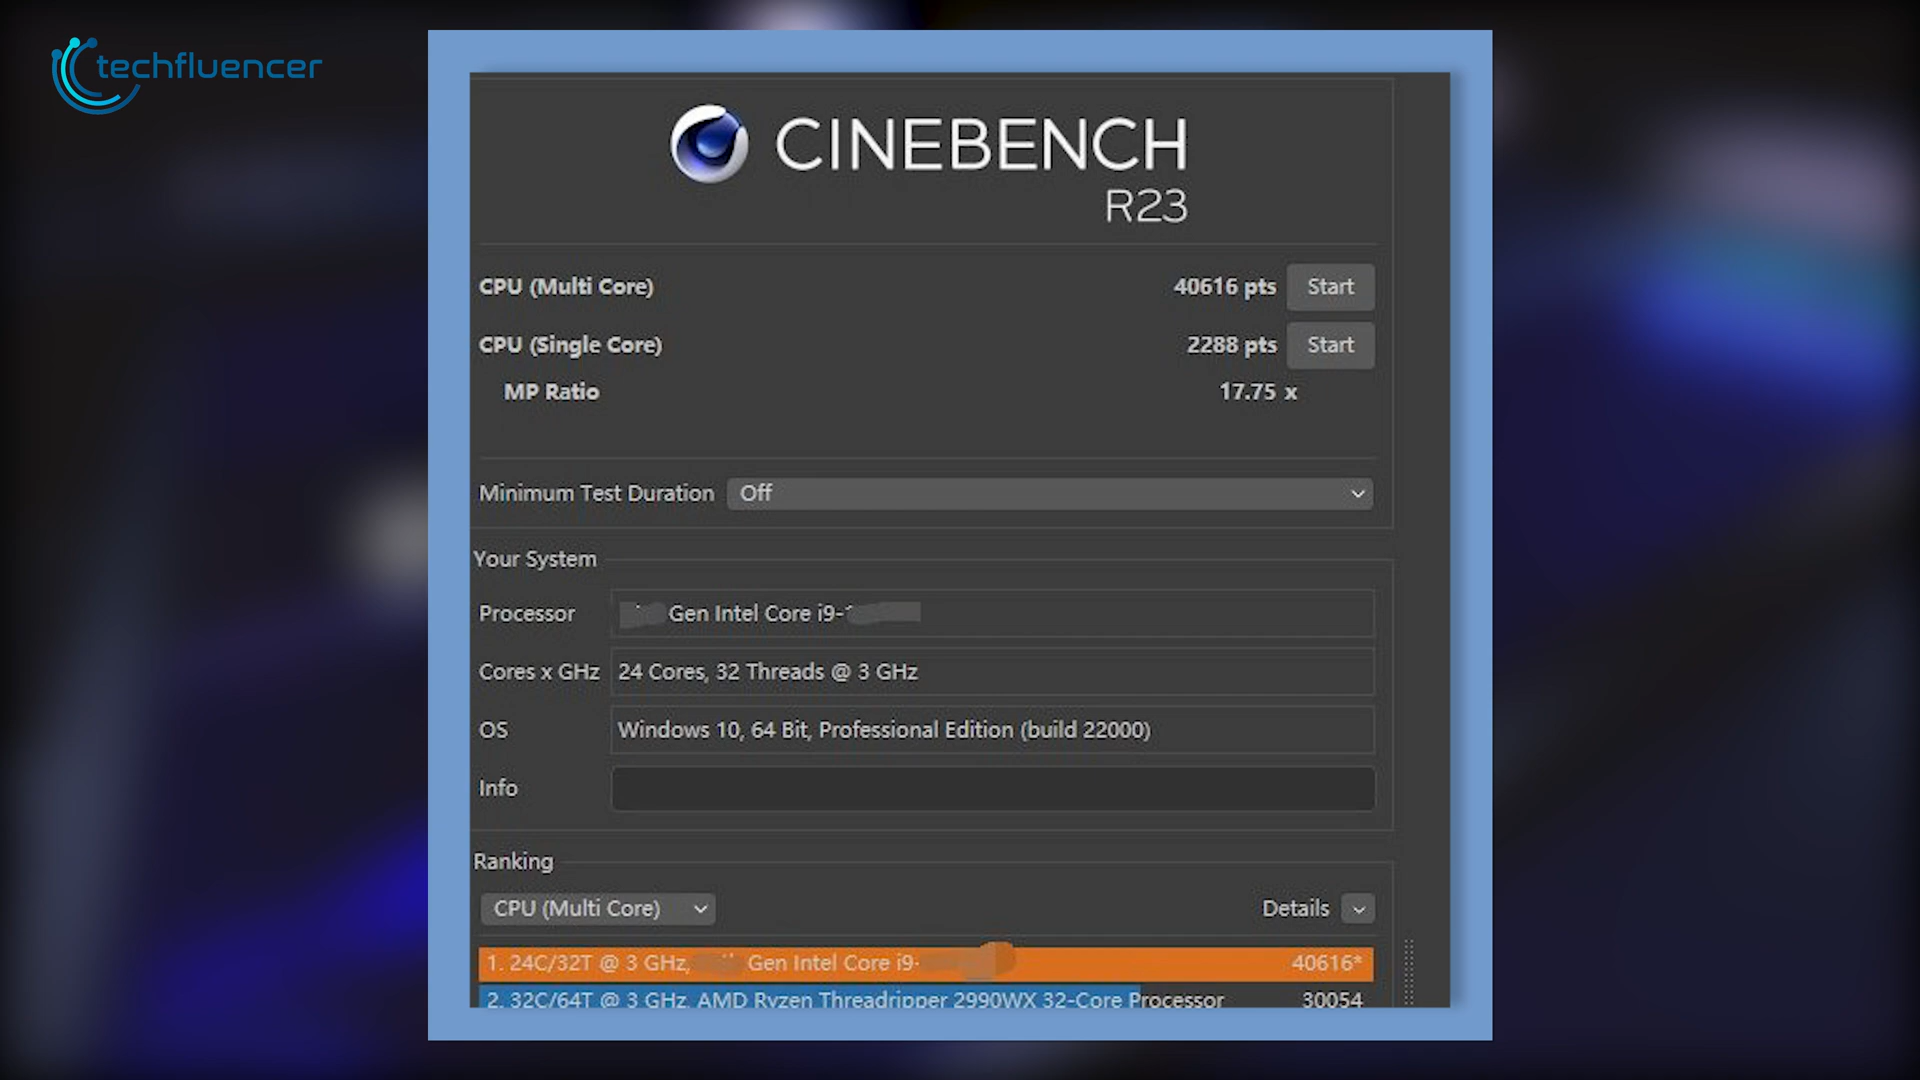 techfluencer
CINEBENCH
R23
CPU (Multi Core) 40616 pts Start
CPU (Single Core) 2288 pts Start
MP Ratio 17.75 x
Minimum Test Duration Off
Your System
Processor Gen Intel Core i9-
Cores x GHz 24 Cores, 32 Threads @ 3 GHz
OS Windows 10, 64 Bit, Professional Edition (build 22000)
Info
Ranking
CPU (Multi Core) Details
1. 24C/32T @ 3 GHz, Gen Intel Core i9- 40616*
2. 32C/64T @ 3 GHz, AMD Ryzen Threadripper 2990WX 32-Core Processor 30054